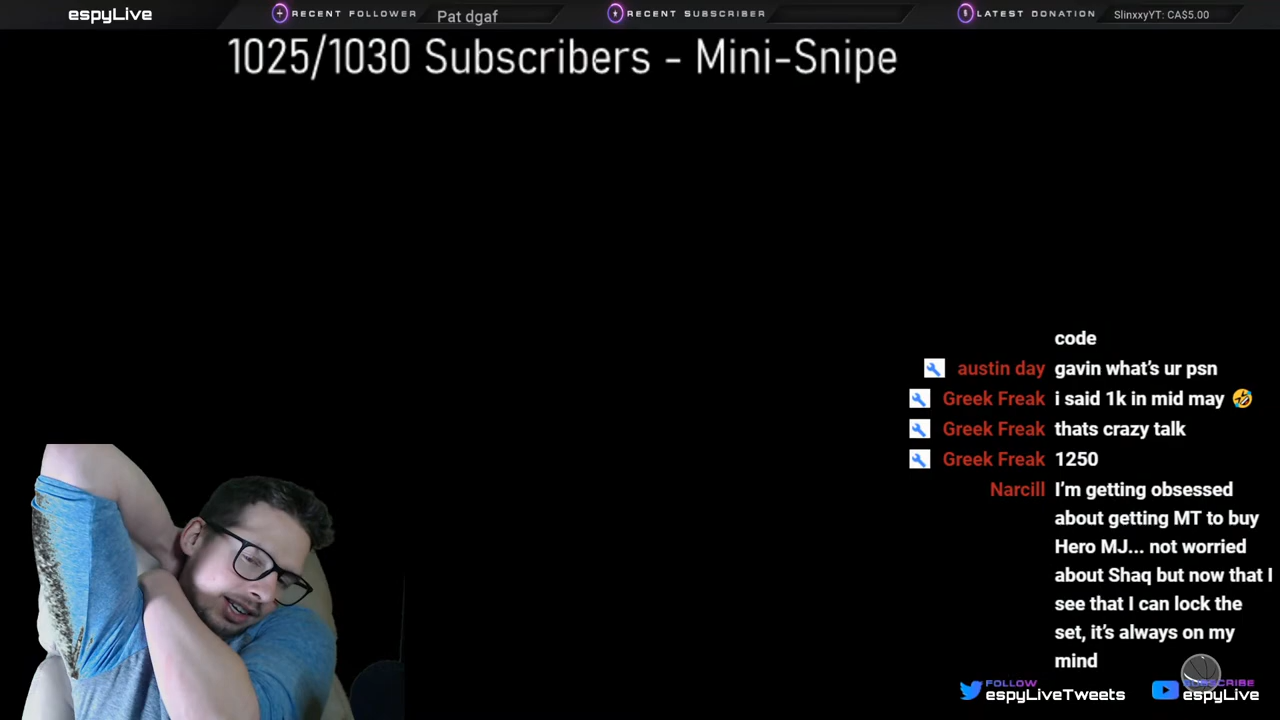 espyLive
RECENT FOLLOWER Pat dgaf
RECENT SUBSCRIBER
LATEST DONATION SlinxxyYT: CA$5.00
1025/1030 Subscribers - Mini-Snipe
code
austin day gavin what’s ur psn
Greek Freak i said 1k in mid may 🤣
Greek Freak thats crazy talk
Greek Freak 1250
Narcill I’m getting obsessed
about getting MT to buy
Hero MJ... not worried
about Shaq but now that I
see that I can lock the
set, it’s always on my
mind
FOLLOW
espyLiveTweets
SUBSCRIBE
espyLive